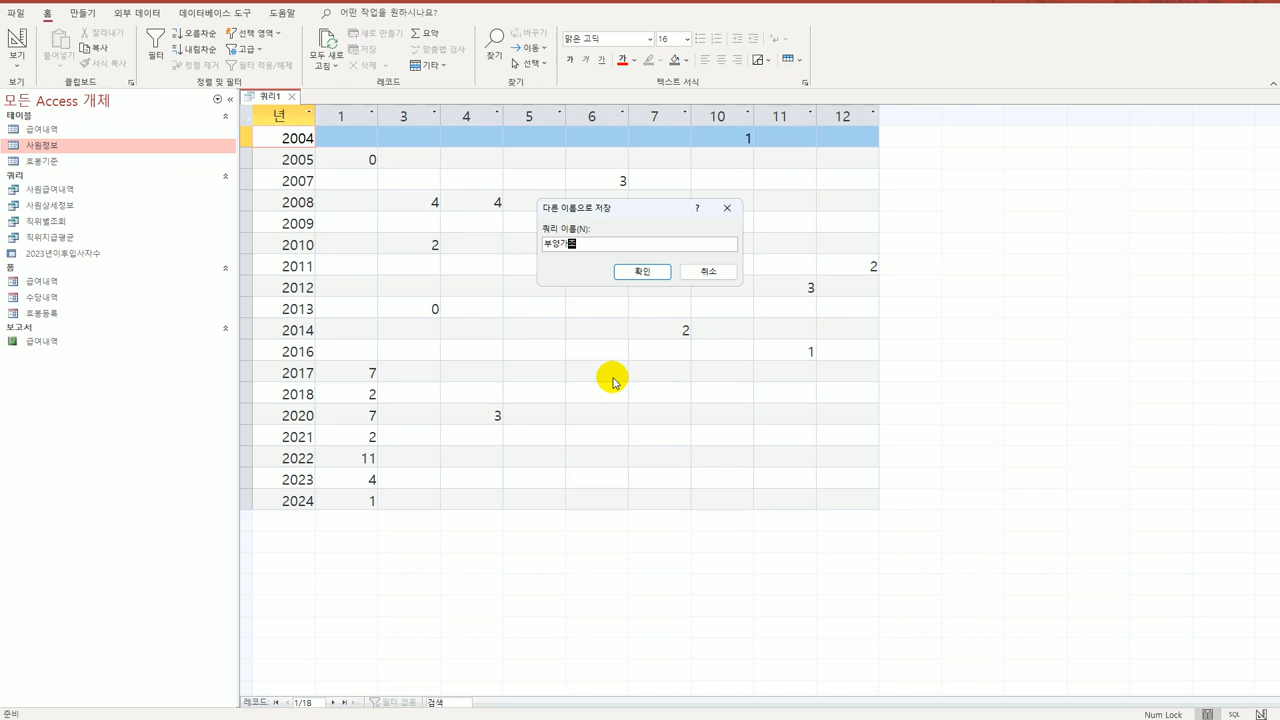 파일 홈 만들기 외부 데이터 데이터베이스 도구 도움말 어떤 작업을 원하시나요?
보기 붙여넣기 잘라내기 복사 서식 복사
필터 오름차순 내림차순 정렬 제거 선택 영역 고급 필터 적용/해제
모두 새로 고침 새로 만들기 저장 삭제 요약 맞춤법 검사 기타
찾기 바꾸기 이동 선택
맑은 고딕 16
가 가 가 가
보기 클립보드 정렬 및 필터 레코드 찾기 텍스트 서식
모든 Access 개체
테이블
급여내역
사원정보
호봉기준
쿼리
사원급여내역
사원상세정보
직위별조회
직위지급평균
2023년이후입사자수
폼
급여내역
수당내역
호봉등록
보고서
급여내역
쿼리1
년 1 3 4 5 6 7 10 11 12
2004 1
2005 0
2007 3
2008 4 4
2009
2010 2
2011 2
2012 3
2013 0
2014 2
2016 1
2017 7
2018 2
2020 7 3
2021 2
2022 11
2023 4
2024 1
다른 이름으로 저장 ?
쿼리 이름(N):
부양가
확인 취소
레코드: 1/18 필터 없음 검색
준비 Num Lock SQL